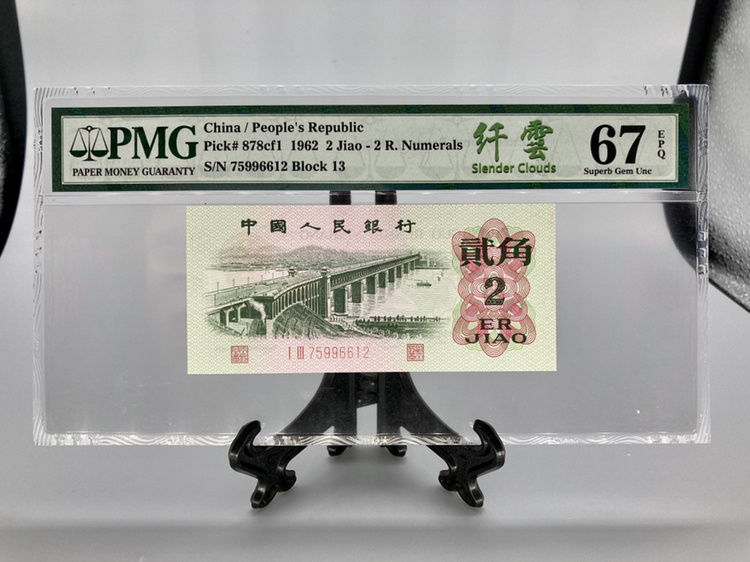 PMG
PAPER MONEY GUARANTY
China / People's Republic
Pick# 878cf1 1962 2 Jiao - 2 R. Numerals
S/N 75996612 Block 13
纤雲
Slender Clouds
67 EPQ
Superb Gem Unc
中國人民銀行
貳角
2
ER
JIAO
I III 75996612